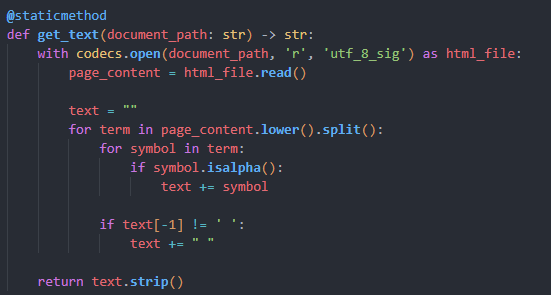 @staticmethod
def get_text(document_path: str) -> str:
    with codecs.open(document_path, 'r', 'utf_8_sig') as html_file:
        page_content = html_file.read()

        text = ""
        for term in page_content.lower().split():
            for symbol in term:
                if symbol.isalpha():
                    text += symbol

            if text[-1] != ' ':
                text += " "

    return text.strip()